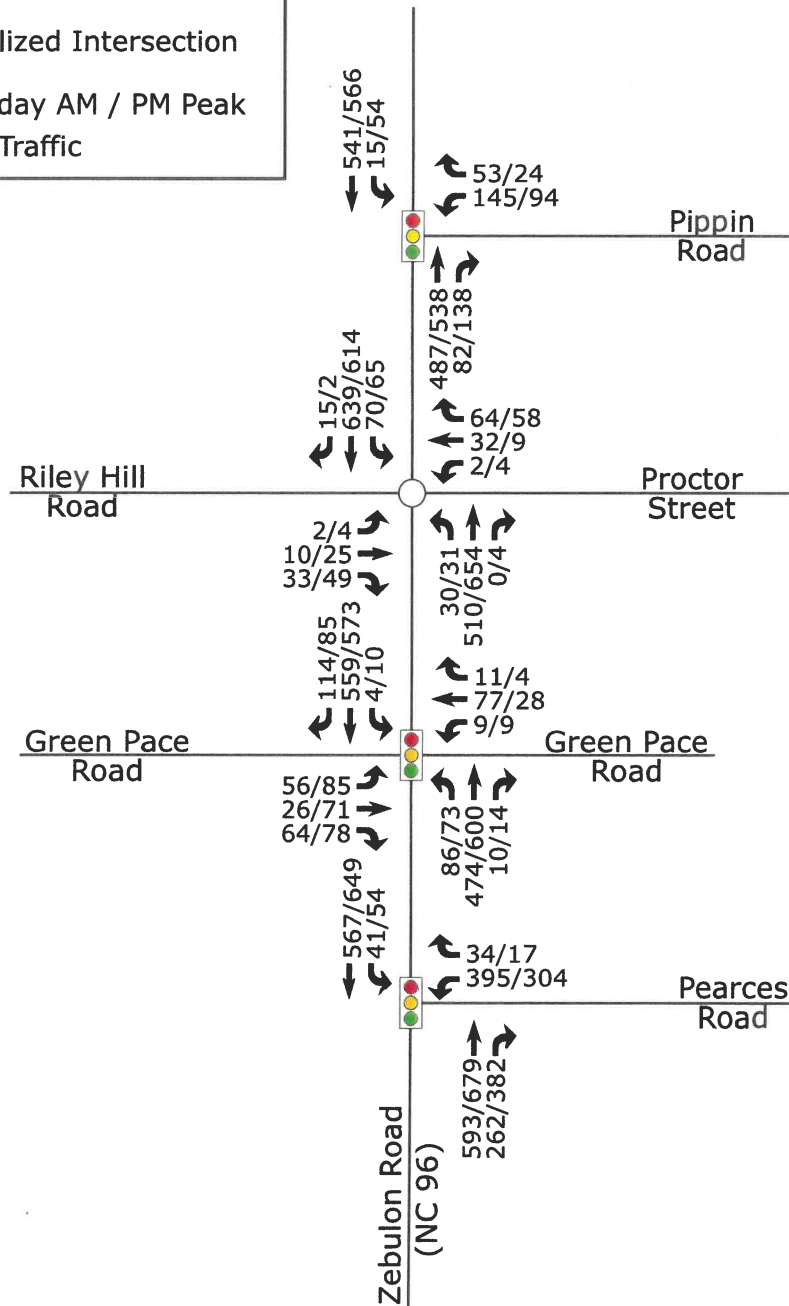 lized Intersection
day AM / PM Peak
Traffic
541/566
15/54
53/24
145/94
Pippin
Road
487/538
82/138
15/2
639/614
70/65
64/58
32/9
2/4
Riley Hill
Road
Proctor
Street
2/4
10/25
33/49
30/31
510/654
0/4
114/85
559/573
4/10
11/4
77/28
9/9
Green Pace
Road
Green Pace
Road
56/85
26/71
64/78
86/73
474/600
10/14
567/649
41/54
34/17
395/304
Pearces
Road
593/679
262/382
Zebulon Road
(NC 96)